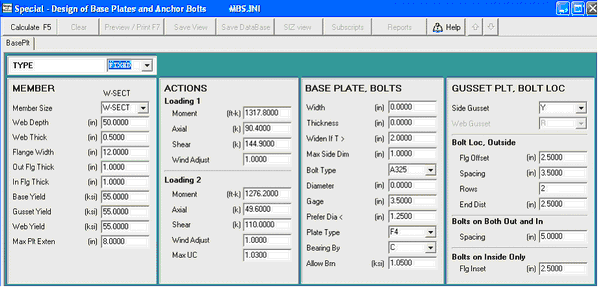 Special - Design of Base Plates and Anchor Bolts MBS.INI
Calculate F5 Clear Preview / Print F7 Save View Save DataBase SIZ view Subscripts Reports Help
BasePlt
TYPE
MEMBER
W-SECT
Member Size W-SECT
Web Depth (in) 50.0000
Web Thick (in) 0.5000
Flange Width (in) 12.0000
Out Flg Thick (in) 1.0000
In Flg Thick (in) 1.0000
Base Yield (ksi) 55.0000
Gusset Yield (ksi) 55.0000
Web Yield (ksi) 55.0000
Max Plt Exten (in) 8.0000
ACTIONS
Loading 1
Moment (ft-k) 1317.8000
Axial (k) 90.4000
Shear (k) 144.9000
Wind Adjust 1.0000
Loading 2
Moment (ft-k) 1276.2000
Axial (k) 49.6000
Shear (k) 110.0000
Wind Adjust 1.0000
Max UC 1.0300
BASE PLATE, BOLTS
Width (in) 0.0000
Thickness (in) 0.0000
Widen If T > (in) 2.0000
Max Side Dim (in) 1.0000
Bolt Type A325
Diameter (in) 0.0000
Gage (in) 3.5000
Prefer Dia < (in) 1.2500
Plate Type F4
Bearing By C
Allow Brn (ksi) 1.0500
GUSSET PLT, BOLT LOC
Side Gusset Y
Web Gusset R
Bolt Loc, Outside
Flg Offset (in) 2.5000
Spacing (in) 3.5000
Rows 2
End Dist (in) 2.5000
Bolts on Both Out and In
Spacing (in) 5.0000
Bolts on Inside Only
Flg Inset (in) 2.5000